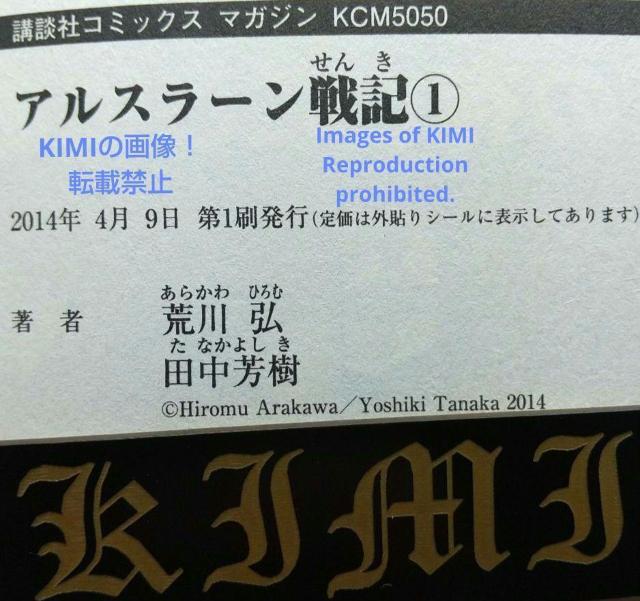 講談社コミックス マガジン KCM5050
せん き
アルスラーン戦記①
KIMIの画像！
転載禁止
Images of KIMI
Reproduction
prohibited.
2014年 4月 9日 第1刷発行(定価は外貼りシールに表示してあります)
あらかわ ひろむ
著者 荒川 弘
た なかよし き
田中芳樹
©Hiromu Arakawa／Yoshiki Tanaka 2014
KIMI